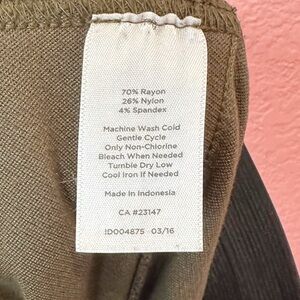 70% Rayon
26% Nylon
4% Spandex
Machine Wash Cold
Gentle Cycle
Only Non-Chlorine
Bleach When Needed
Tumble Dry Low
Cool Iron If Needed
Made In Indonesia
CA #23147
ID004875 03/16